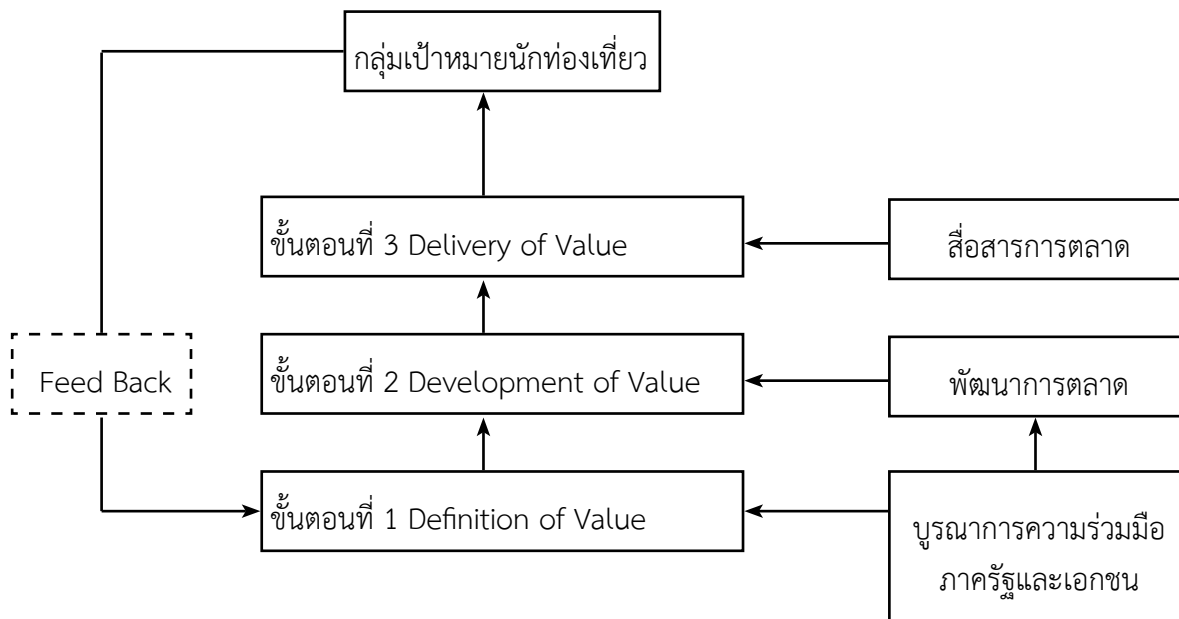 กลุ่มเป้าหมายนักท่องเที่ยว
ขั้นตอนที่ 3 Delivery of Value
สื่อสารการตลาด
Feed Back
ขั้นตอนที่ 2 Development of Value
พัฒนาการตลาด
ขั้นตอนที่ 1 Definition of Value
บูรณาการความร่วมมือ
ภาครัฐและเอกชน